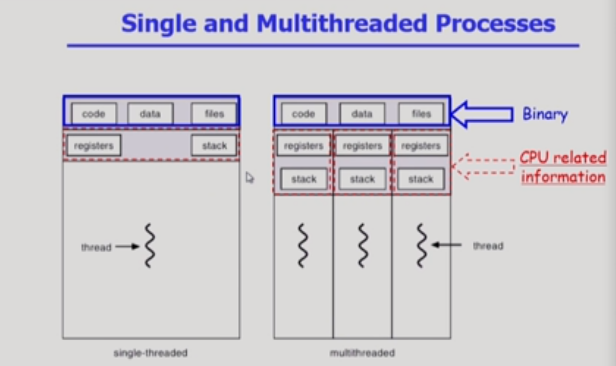 Single and Multithreaded Processes
code data files
registers stack
thread
single-threaded
code data files
registers registers registers
stack stack stack
thread
multithreaded
Binary
CPU related
information